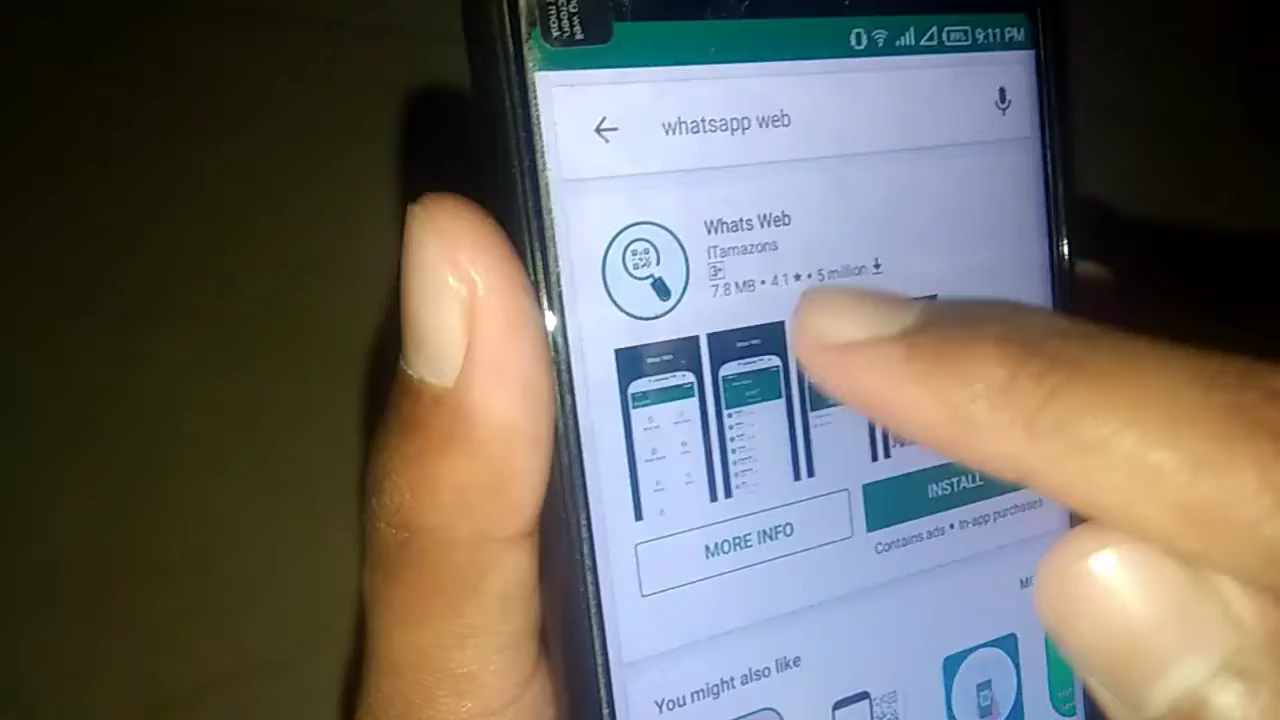 9:11 PM
whatsapp web
Whats Web
ITamazons
3+
7.8 MB • 4.1 ★ • 5 million
MORE INFO
INSTALL
Contains ads • In-app purchases
You might also like